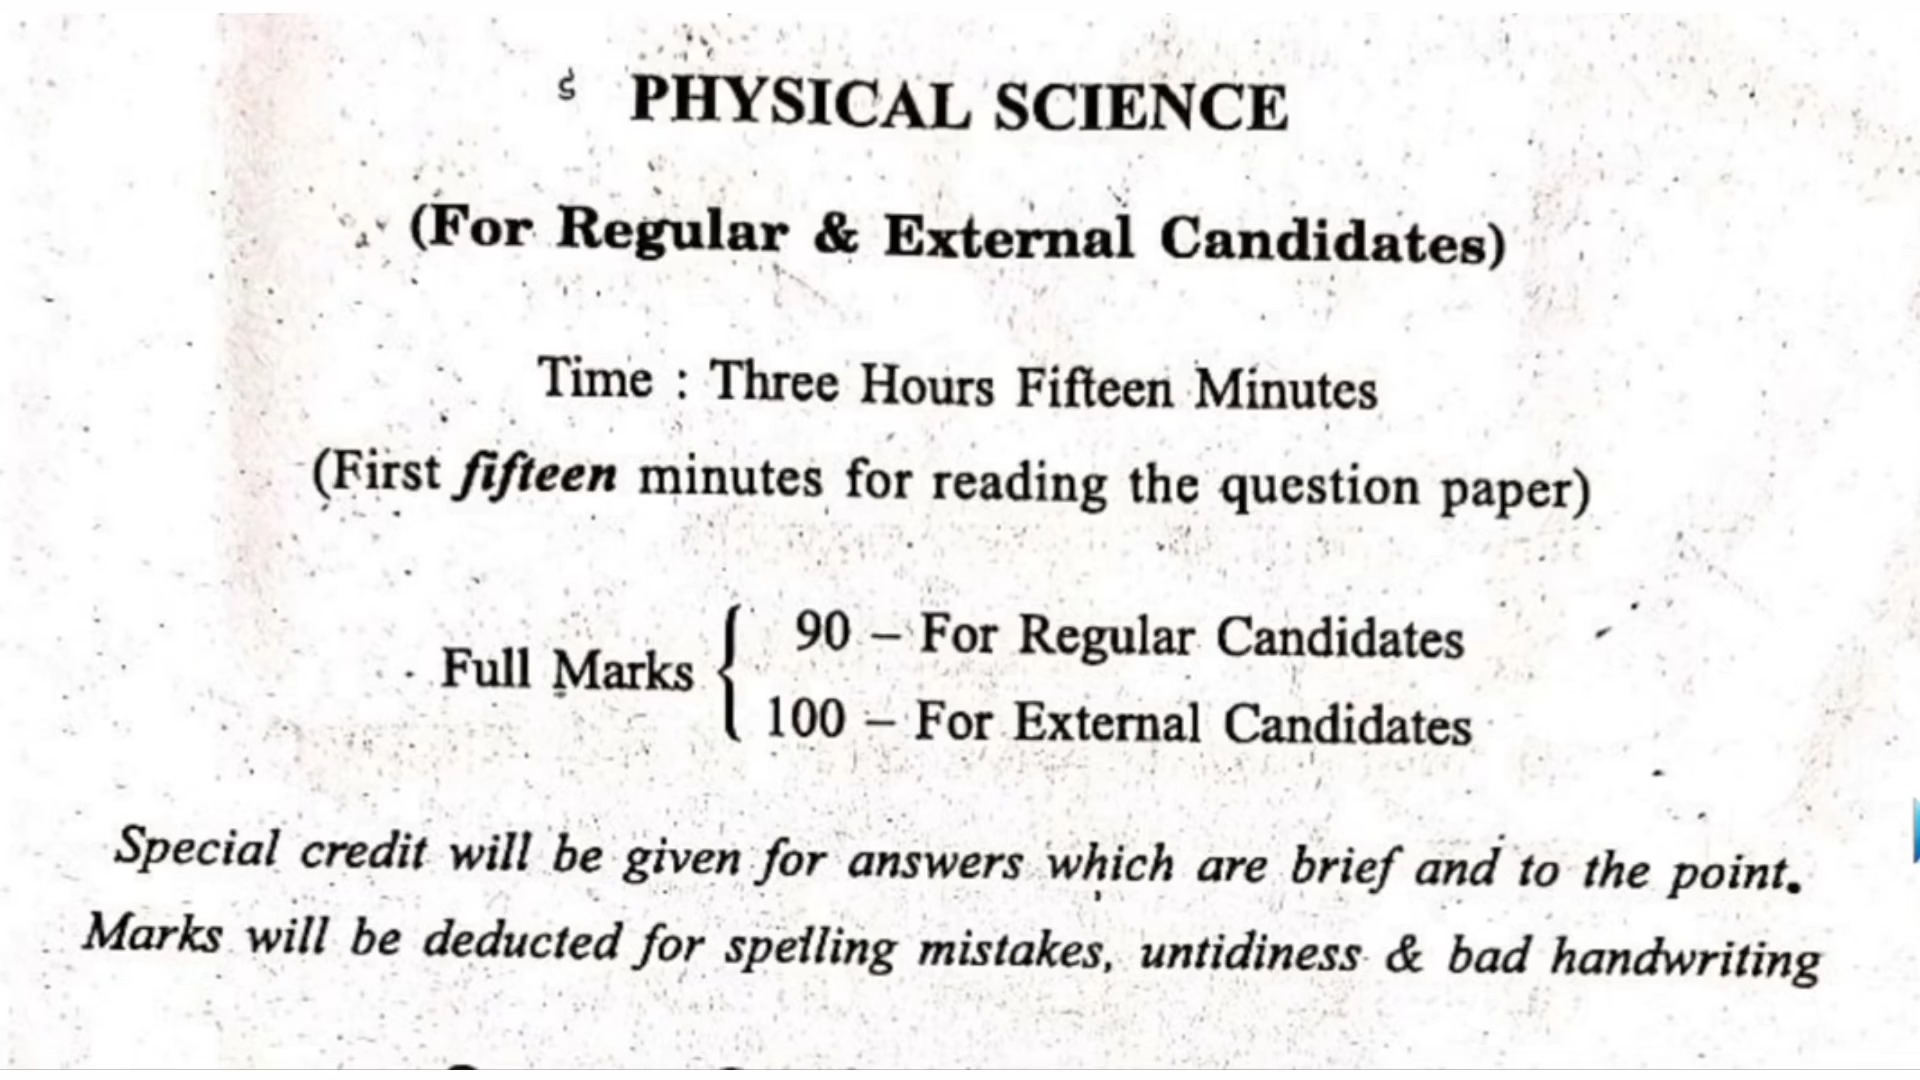 PHYSICAL SCIENCE
(For Regular & External Candidates)
Time : Three Hours Fifteen Minutes
(First fifteen minutes for reading the question paper)
Full Marks { 90 – For Regular Candidates
100 – For External Candidates
Special credit will be given for answers which are brief and to the point.
Marks will be deducted for spelling mistakes, untidiness & bad handwriting